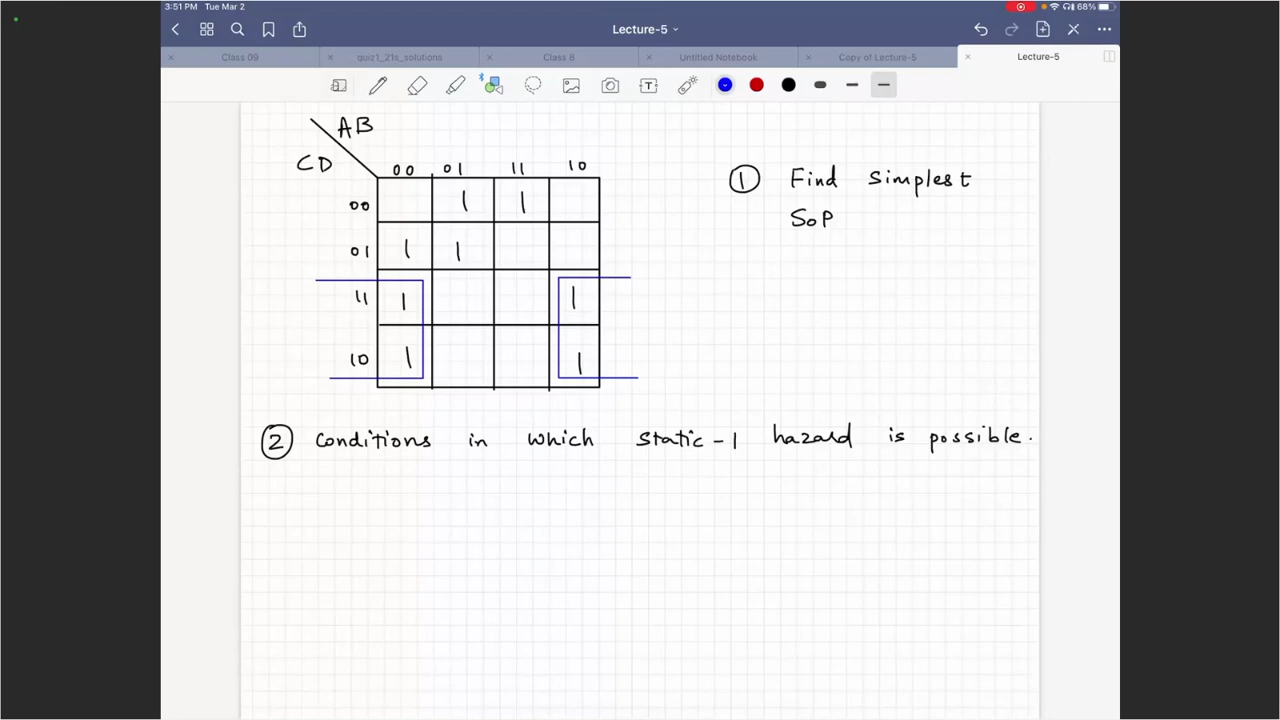 3:51 PM Tue Mar 2
68%
Lecture-5
Class 09
quiz1_21s_solutions
Class 8
Untitled Notebook
Copy of Lecture-5
Lecture-5
AB
CD
00 01 11 10
00 1 1
01 1 1
11 1 1
10 1 1
1 Find simplest
SOP
2 Conditions in which static-1 hazard is possible.